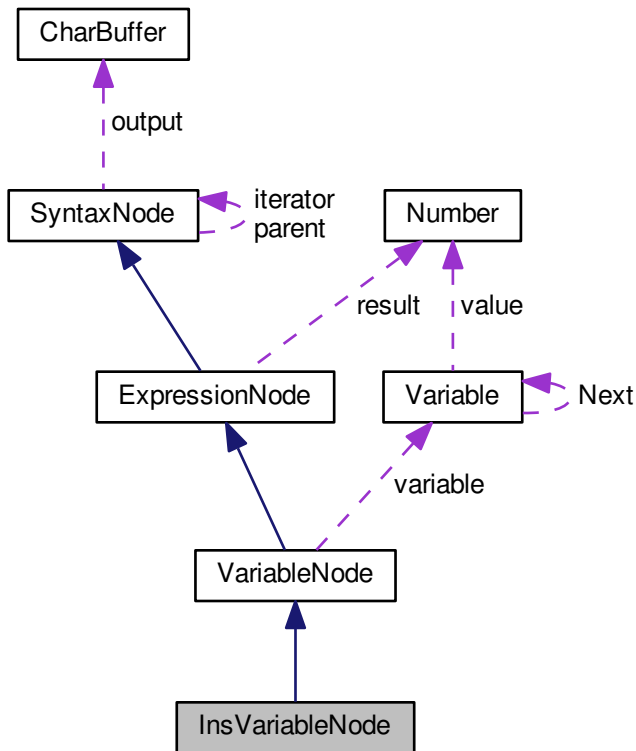 CharBuffer
output
SyntaxNode
iterator
parent
Number
result
value
ExpressionNode
Variable
Next
variable
VariableNode
InsVariableNode